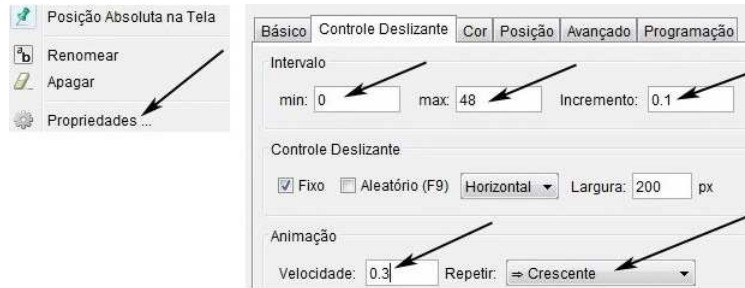 Posição Absoluta na Tela
Renomear
Apagar
Propriedades ...
Básico Controle Deslizante Cor Posição Avançado Programação
Intervalo
min: 0 max: 48 Incremento: 0.1
Controle Deslizante
Fixo Aleatório (F9) Horizontal Largura: 200 px
Animação
Velocidade: 0.3 Repetir: ⇒ Crescente